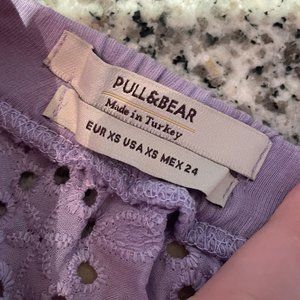 PULL&BEAR
Made in Turkey
EUR XS USA XS MEX 24